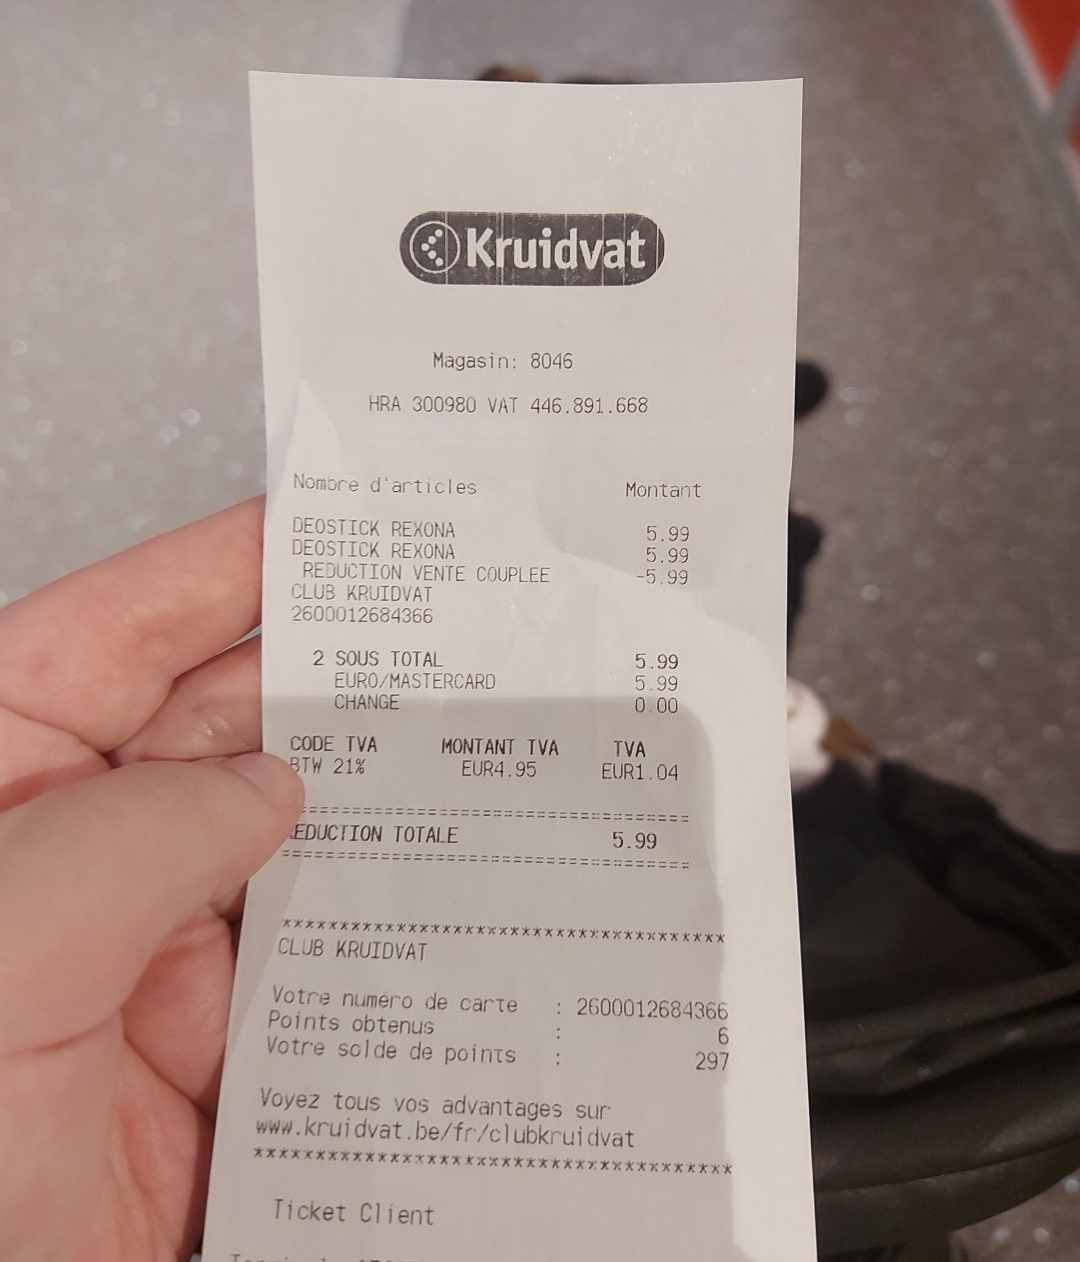 Kruidvat
Magasin: 8046
HRA 300980 VAT 446.891.668
Nombre d'articles Montant
DEOSTICK REXONA 5.99
DEOSTICK REXONA 5.99
REDUCTION VENTE COUPLEE -5.99
CLUB KRUIDVAT
2600012684366
2 SOUS TOTAL 5.99
EURO/MASTERCARD 5.99
CHANGE 0.00
CODE TVA MONTANT TVA TVA
BTW 21% EUR4.95 EUR1.04
=====================================
REDUCTION TOTALE 5.99
=====================================
***************************************
CLUB KRUIDVAT
Votre numéro de carte : 2600012684366
Points obtenus : 6
Votre solde de points : 297
Voyez tous vos advantages sur
www.kruidvat.be/fr/clubkruidvat
***************************************
Ticket Client